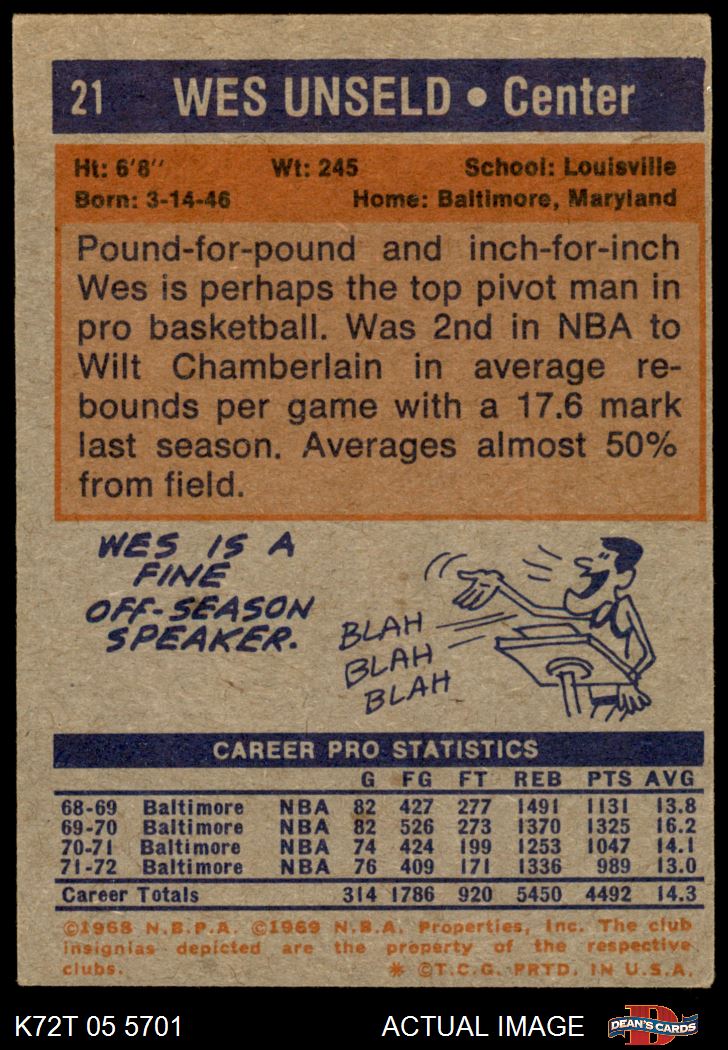 21 WES UNSELD • Center
Ht: 6'8'' Wt: 245 School: Louisville
Born: 3-14-46 Home: Baltimore, Maryland
Pound-for-pound and inch-for-inch
Wes is perhaps the top pivot man in
pro basketball. Was 2nd in NBA to
Wilt Chamberlain in average re-
bounds per game with a 17.6 mark
last season. Averages almost 50%
from field.
WES IS A
FINE
OFF-SEASON
SPEAKER.
BLAH
BLAH
BLAH
CAREER PRO STATISTICS
G FG FT REB PTS AVG
68-69 Baltimore NBA 82 427 277 1491 1131 13.8
69-70 Baltimore NBA 82 526 273 1370 1325 16.2
70-71 Baltimore NBA 74 424 199 1253 1047 14.1
71-72 Baltimore NBA 76 409 171 1336 989 13.0
Career Totals 314 1786 920 5450 4492 14.3
©1968 N.B.P.A. ©1969 N.B.A. Properties, Inc. The club
insignias depicted are the property of the respective
clubs. * ©T.C.G. PRTD. IN U.S.A.
K72T 05 5701 ACTUAL IMAGE D DEAN'S CARDS